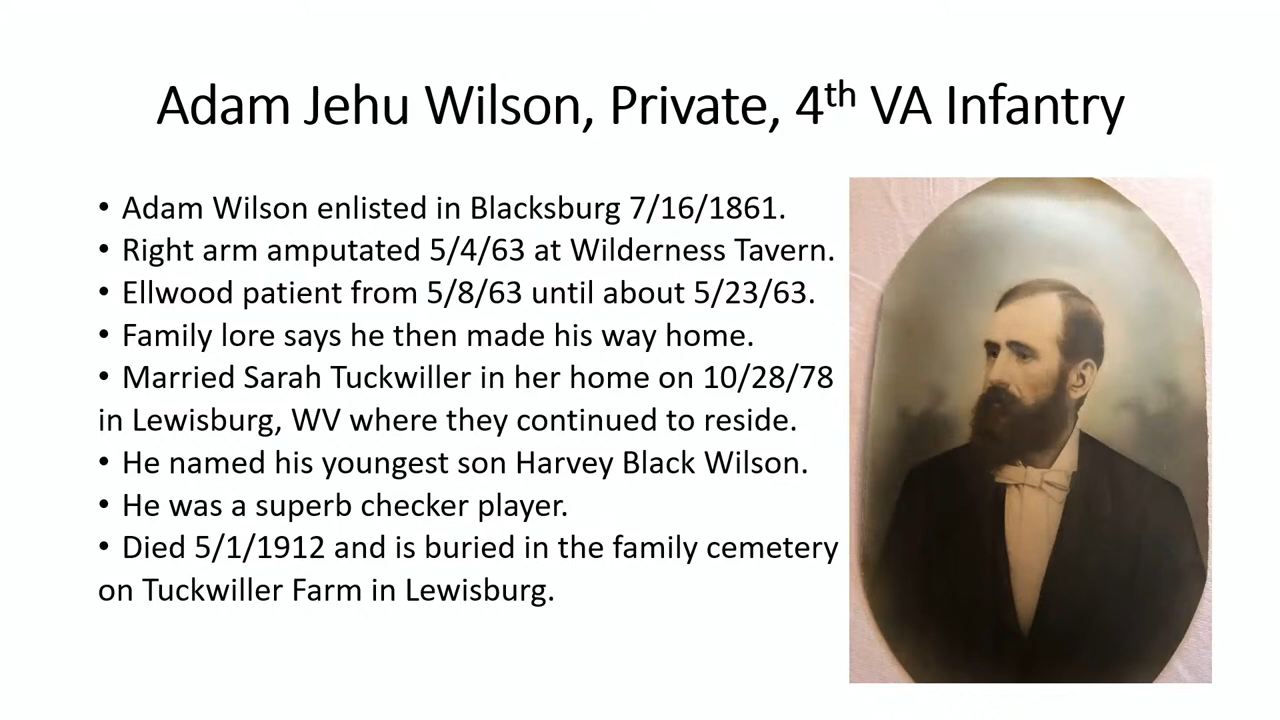 Adam Jehu Wilson, Private, 4th VA Infantry
• Adam Wilson enlisted in Blacksburg 7/16/1861.
• Right arm amputated 5/4/63 at Wilderness Tavern.
• Ellwood patient from 5/8/63 until about 5/23/63.
• Family lore says he then made his way home.
• Married Sarah Tuckwiller in her home on 10/28/78
in Lewisburg, WV where they continued to reside.
• He named his youngest son Harvey Black Wilson.
• He was a superb checker player.
• Died 5/1/1912 and is buried in the family cemetery
on Tuckwiller Farm in Lewisburg.